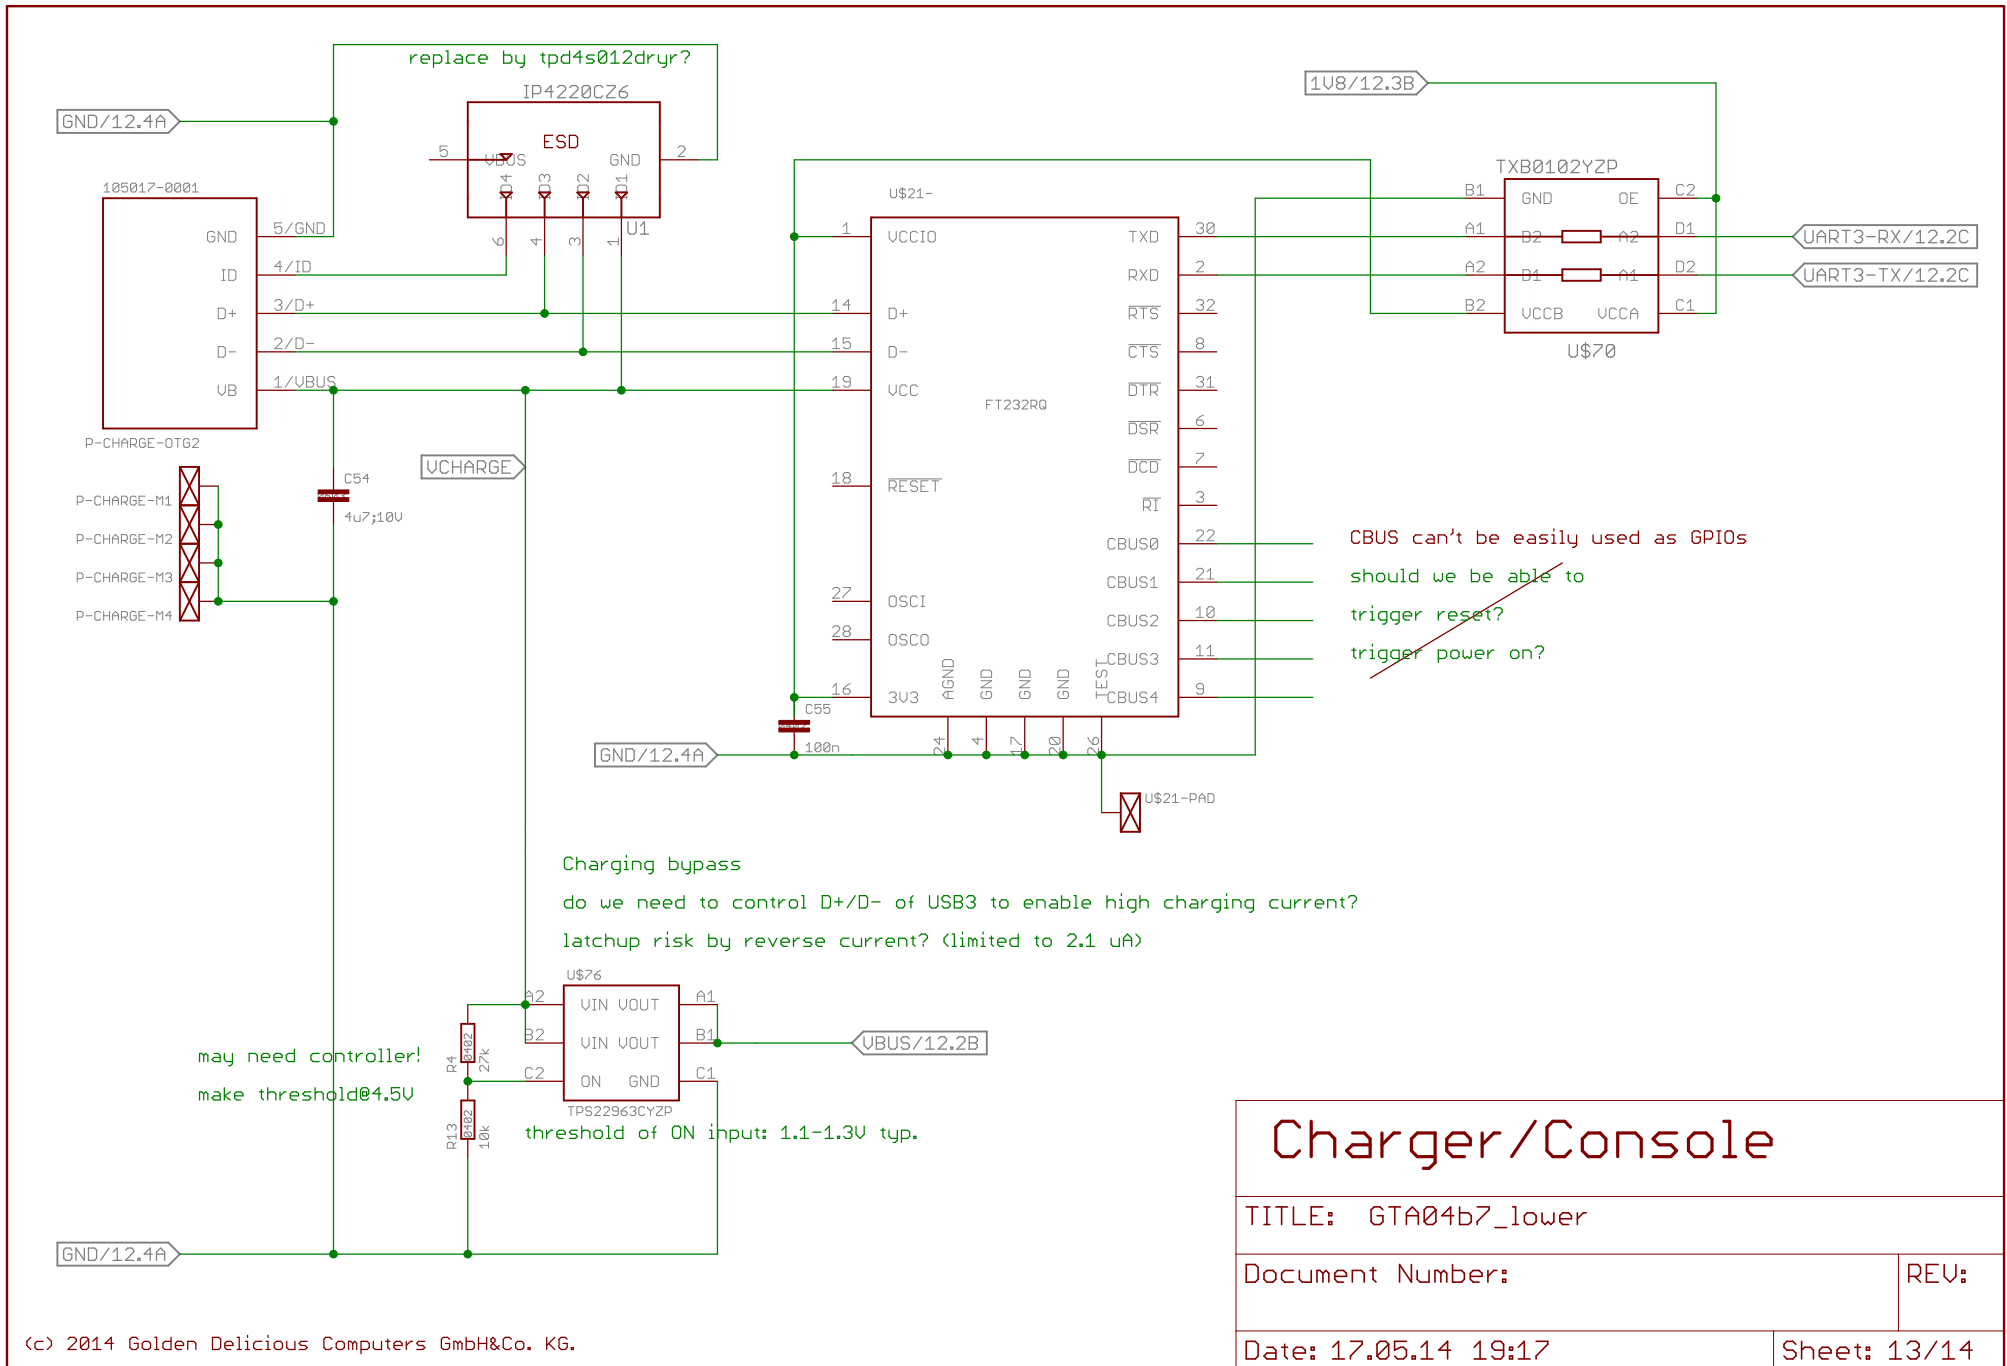 replace by tpd4s012dryr?
IP4220CZ6
1V8/12.3B
GND/12.4A
ESD
5
VBUS
GND
2
TXB0102YZP
105017-0001
ID4
ID3
ID2
ID1
U$21-
B1
GND
OE
C2
U1
5/GND
GND
6
4
3
1
1
VCCIO
TXD
30
A1
B2
A2
D1
UART3-RX/12.2C
4/ID
ID
RXD
2
A2
B1
A1
D2
UART3-TX/12.2C
3/D+
D+
14
D+
RTS
32
B2
VCCB
VCCA
C1
2/D-
D-
15
D-
CTS
8
U$70
1/VBUS
VB
19
VCC
DTR
31
FT232RQ
DSR
6
P-CHARGE-OTG2
VCHARGE
DCD
7
C54
18
RESET
RI
3
P-CHARGE-M1
4u7;10V
CBUS0
22
CBUS can't be easily used as GPIOs
P-CHARGE-M2
CBUS1
21
should we be able to
P-CHARGE-M3
27
OSCI
CBUS2
10
trigger reset?
P-CHARGE-M4
28
OSCO
CBUS3
11
trigger power on?
16
3V3
AGND
GND
GND
GND
TEST
CBUS4
9
C55
100n
24
4
17
20
26
GND/12.4A
U$21-PAD
Charging bypass
do we need to control D+/D- of USB3 to enable high charging current?
latchup risk by reverse current? (limited to 2.1 uA)
U$76
A2
VIN VOUT
A1
B2
VIN VOUT
B1
VBUS/12.2B
C2
ON
GND
C1
R4
0402
27k
may need controller!
make threshold@4.5V
TPS22963CYZP
R13
0402
10k
threshold of ON input: 1.1-1.3V typ.
GND/12.4A
Charger/Console
TITLE: GTA04b7_lower
Document Number:
REV:
Date: 17.05.14 19:17
Sheet: 13/14
(c) 2014 Golden Delicious Computers GmbH&Co. KG.